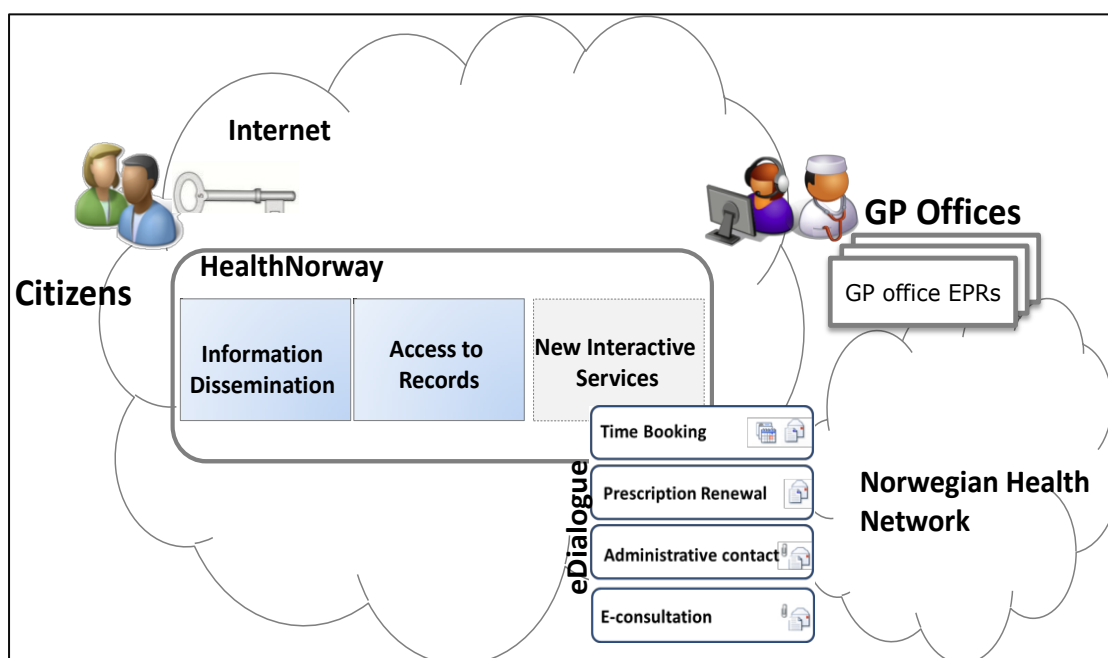 Internet
GP Offices
GP office EPRs
Citizens
HealthNorway
Information
Dissemination
Access to
Records
New Interactive
Services
eDialogue
Time Booking
Prescription Renewal
Administrative contact
E-consultation
Norwegian Health
Network